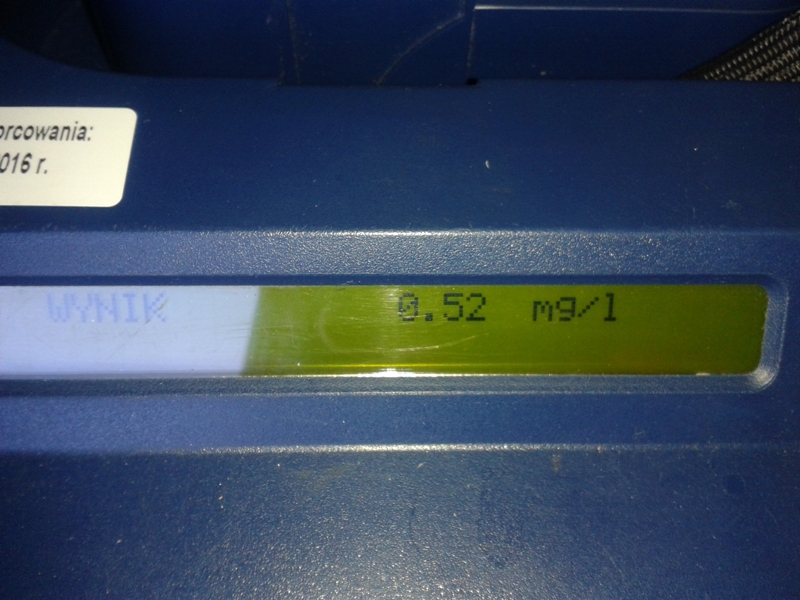 orcowania:
016 r.
WYNIK 0.52 mg/l